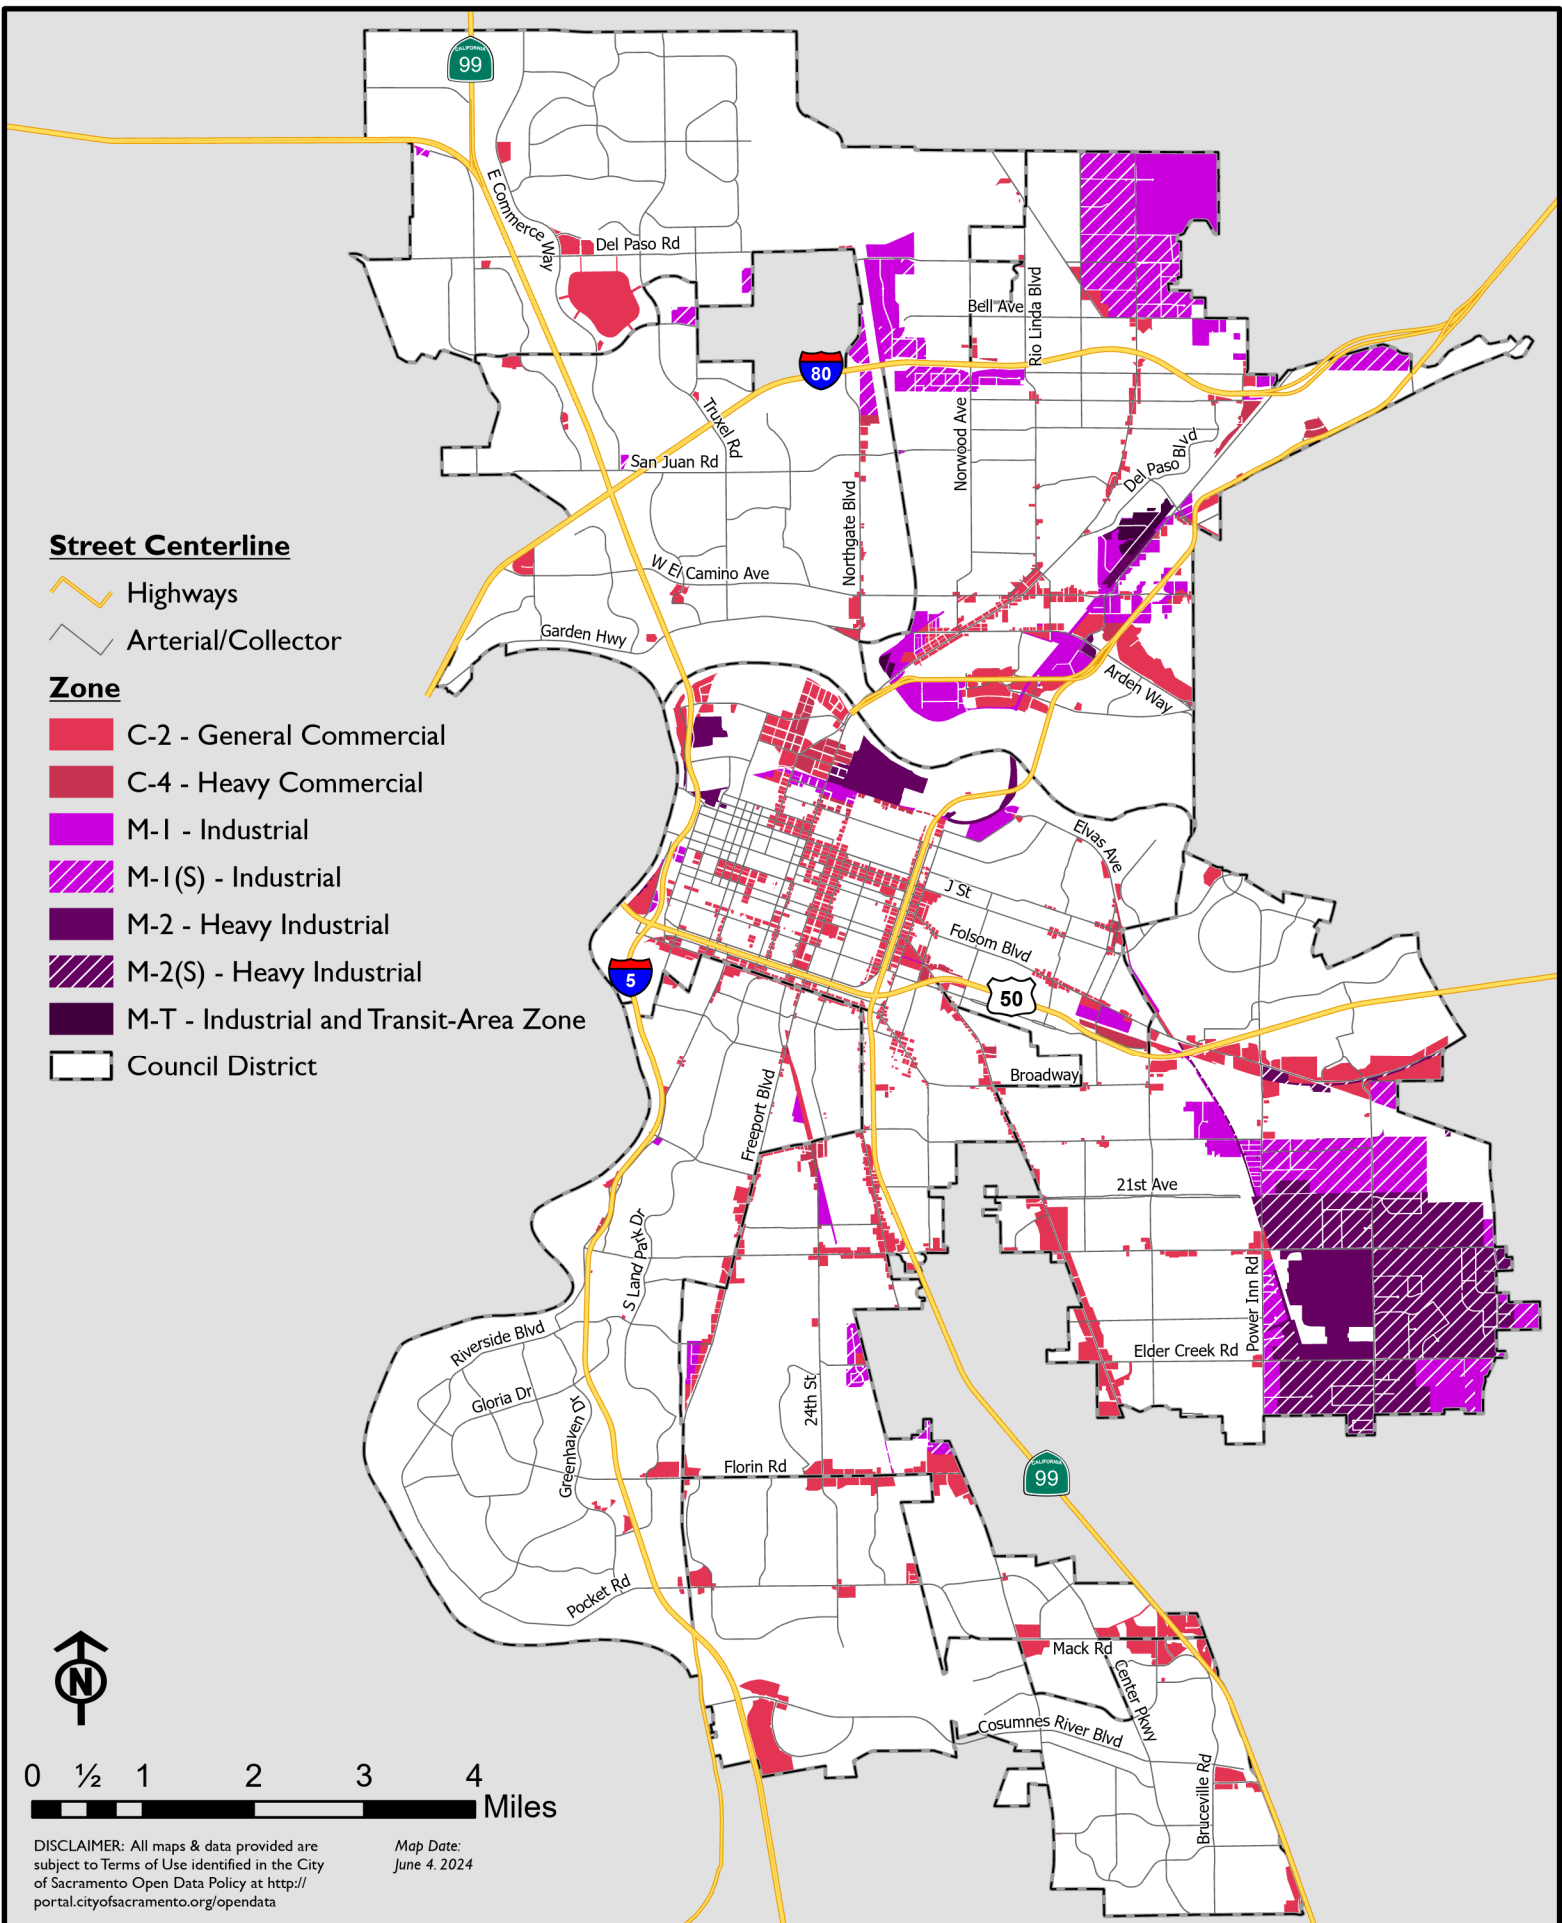 CALIFORNIA
99
E Commerce Way
Del Paso Rd
Bell Ave
Rio Linda Blvd
80
Truxel Rd
Norwood Ave
San Juan Rd
Del Paso Blvd
Northgate Blvd
W El Camino Ave
Garden Hwy
Arden Way
Street Centerline
Highways
Arterial/Collector
Zone
C-2 - General Commercial
C-4 - Heavy Commercial
M-1 - Industrial
M-1(S) - Industrial
M-2 - Heavy Industrial
M-2(S) - Heavy Industrial
M-T - Industrial and Transit-Area Zone
Council District
Elvas Ave
J St
Folsom Blvd
5
50
Broadway
Freeport Blvd
21st Ave
S Land Park Dr
Power Inn Rd
Riverside Blvd
Elder Creek Rd
Gloria Dr
24th St
Greenhaven Dr
Florin Rd
CALIFORNIA
99
Pocket Rd
Mack Rd
Center Pkwy
Cosumnes River Blvd
Bruceville Rd
N
0 ½ 1 2 3 4
Miles
DISCLAIMER: All maps & data provided are
subject to Terms of Use identified in the City
of Sacramento Open Data Policy at http://
portal.cityofsacramento.org/opendata
Map Date:
June 4. 2024